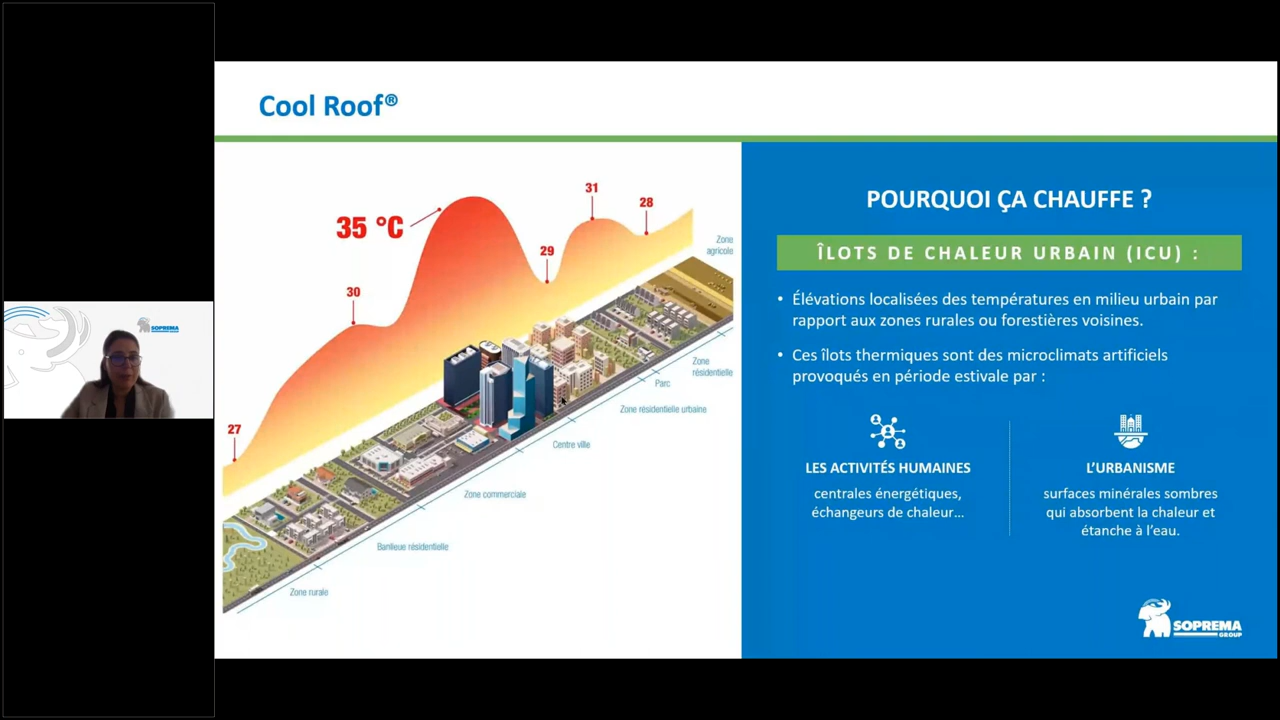 Cool Roof®
35 °C
31
28
29
30
27
Zone
agricole
Zone
résidentielle
Parc
Zone résidentielle urbaine
Centre ville
Zone commerciale
Banlieue résidentielle
Zone rurale
POURQUOI ÇA CHAUFFE ?
ÎLOTS DE CHALEUR URBAIN (ICU) :
• Élévations localisées des températures en milieu urbain par
rapport aux zones rurales ou forestières voisines.
• Ces îlots thermiques sont des microclimats artificiels
provoqués en période estivale par :
LES ACTIVITÉS HUMAINES
centrales énergétiques,
échangeurs de chaleur...
L'URBANISME
surfaces minérales sombres
qui absorbent la chaleur et
étanche à l'eau.
SOPREMA
GROUP
SOPREMA